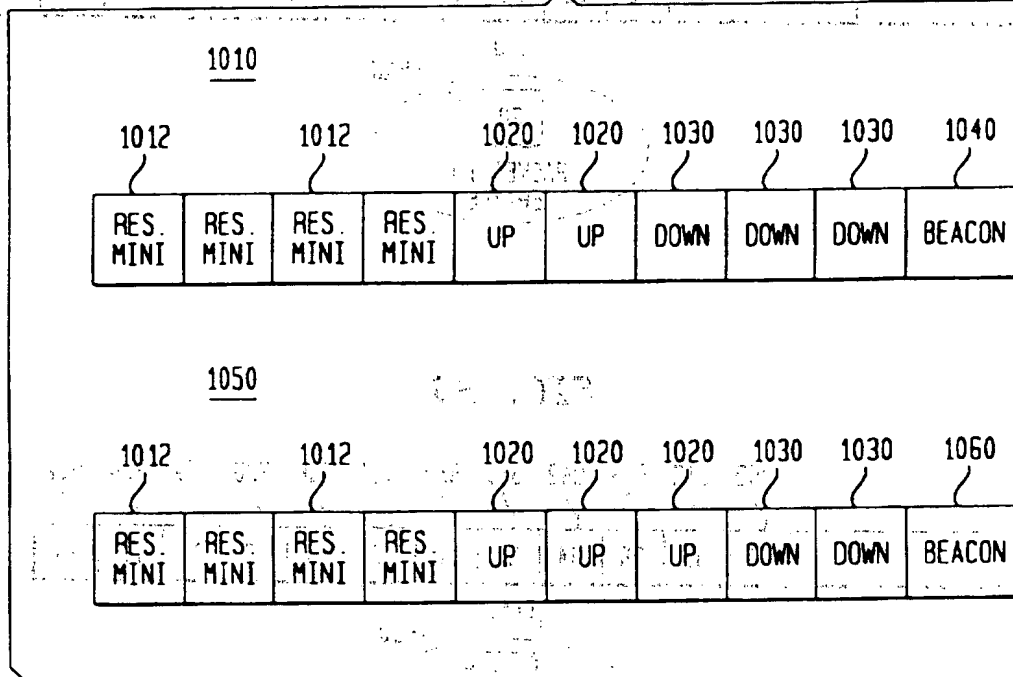 1010
1012 1012 1020 1020 1030 1030 1030 1040
RES. MINI RES. MINI RES. MINI RES. MINI UP UP DOWN DOWN DOWN BEACON
1050
1012 1012 1020 1020 1020 1030 1030 1060
RES. MINI RES. MINI RES. MINI RES. MINI UP UP UP DOWN DOWN BEACON